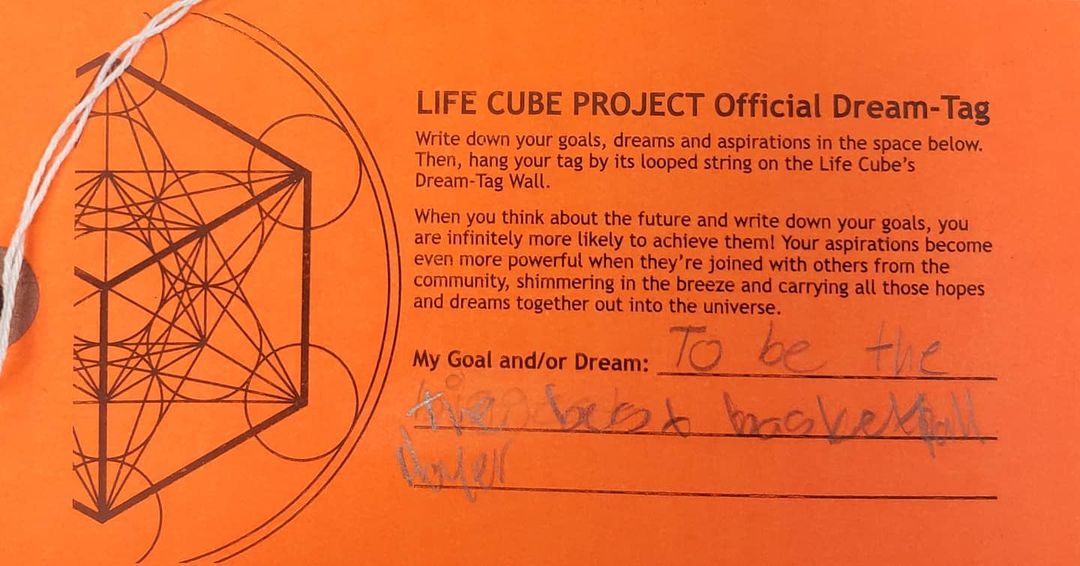 LIFE CUBE PROJECT Official Dream-Tag
Write down your goals, dreams and aspirations in the space below.
Then, hang your tag by its looped string on the Life Cube's
Dream-Tag Wall.
When you think about the future and write down your goals, you
are infinitely more likely to achieve them! Your aspirations become
even more powerful when they're joined with others from the
community, shimmering in the breeze and carrying all those hopes
and dreams together out into the universe.
My Goal and/or Dream: To be the
the best basketball